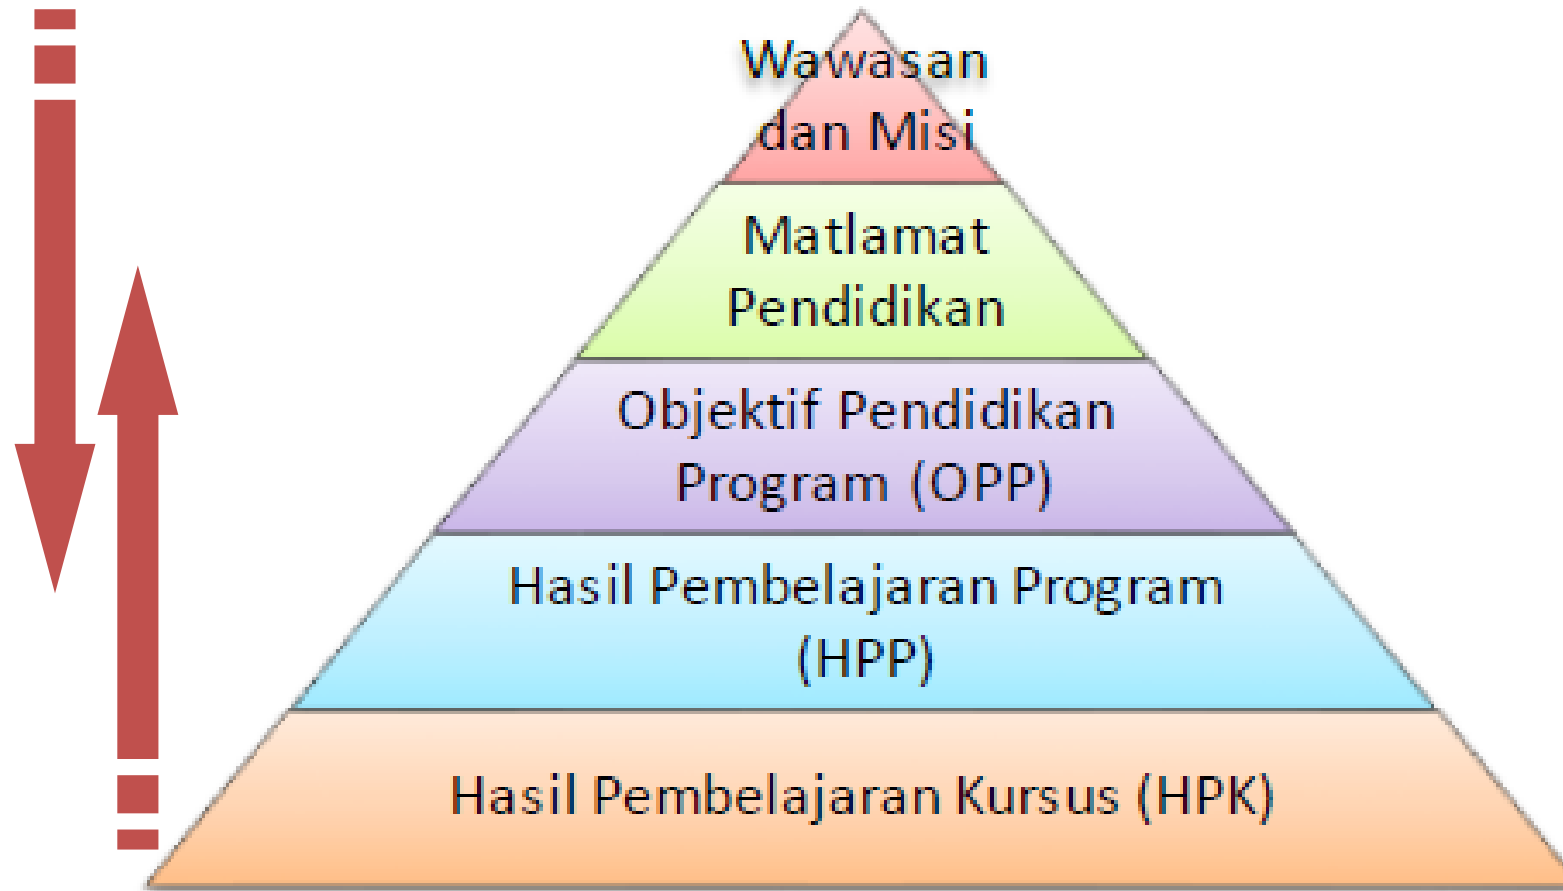 Wawasan
dan Misi
Matlamat
Pendidikan
Objektif Pendidikan
Program (OPP)
Hasil Pembelajaran Program
(HPP)
Hasil Pembelajaran Kursus (HPK)